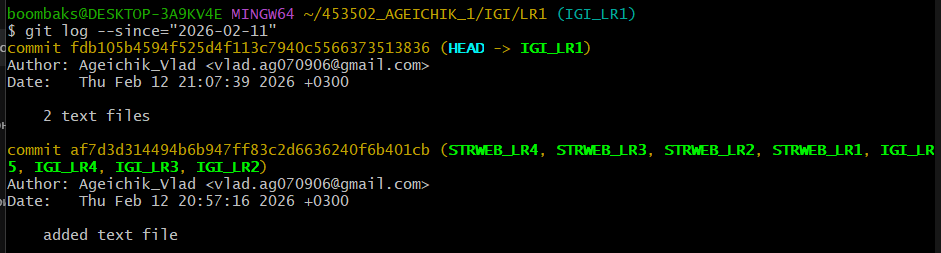 boombaks@DESKTOP-3A9KV4E MINGW64 ~/453502_AGEICHIK_1/IGI/LR1 (IGI_LR1)
$ git log --since="2026-02-11"
commit fdb105b4594f525d4f113c7940c5566373513836 (HEAD -> IGI_LR1)
Author: Ageichik_Vlad <vlad.ag070906@gmail.com>
Date:   Thu Feb 12 21:07:39 2026 +0300

    2 text files

commit af7d3d314494b6b947ff83c2d6636240f6b401cb (STRWEB_LR4, STRWEB_LR3, STRWEB_LR2, STRWEB_LR1, IGI_LR
5, IGI_LR4, IGI_LR3, IGI_LR2)
Author: Ageichik_Vlad <vlad.ag070906@gmail.com>
Date:   Thu Feb 12 20:57:16 2026 +0300

    added text file